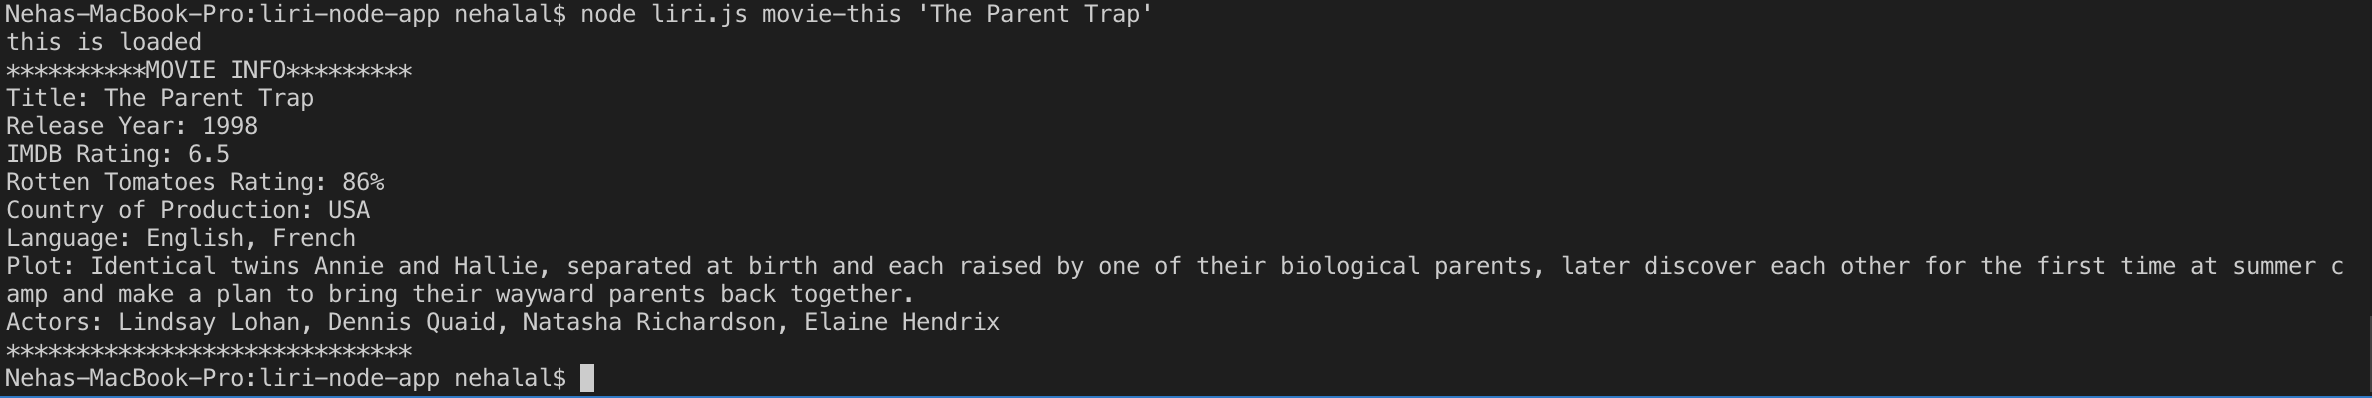 Nehas-MacBook-Pro:liri-node-app nehalal$ node liri.js movie-this 'The Parent Trap'
this is loaded
**********MOVIE INFO*********
Title: The Parent Trap
Release Year: 1998
IMDB Rating: 6.5
Rotten Tomatoes Rating: 86%
Country of Production: USA
Language: English, French
Plot: Identical twins Annie and Hallie, separated at birth and each raised by one of their biological parents, later discover each other for the first time at summer c
amp and make a plan to bring their wayward parents back together.
Actors: Lindsay Lohan, Dennis Quaid, Natasha Richardson, Elaine Hendrix
*****************************
Nehas-MacBook-Pro:liri-node-app nehalal$